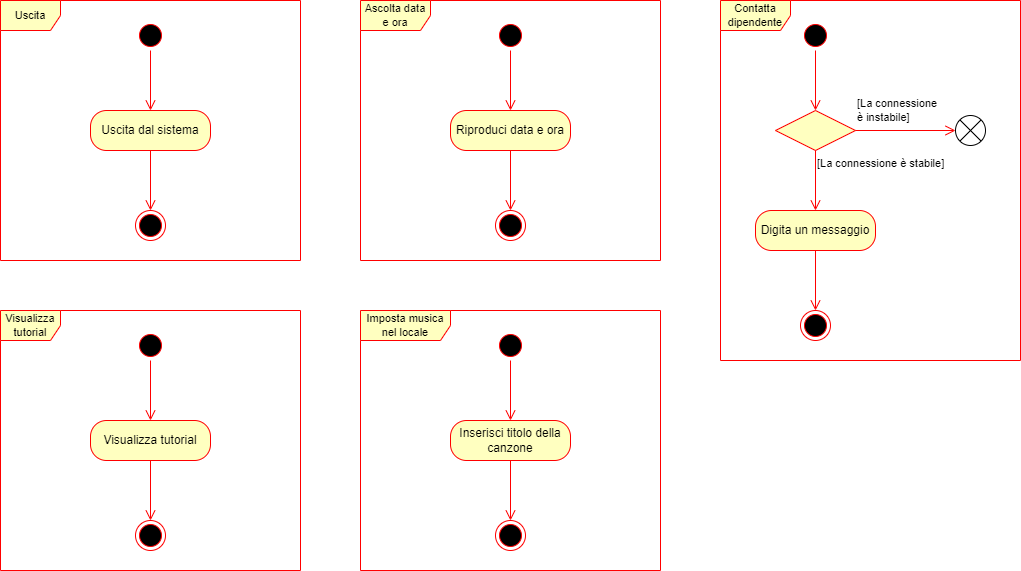 Uscita
Uscita dal sistema
Ascolta data
e ora
Riproduci data e ora
Contatta
dipendente
[La connessione
è instabile]
[La connessione è stabile]
Digita un messaggio
Visualizza
tutorial
Visualizza tutorial
Imposta musica
nel locale
Inserisci titolo della
canzone